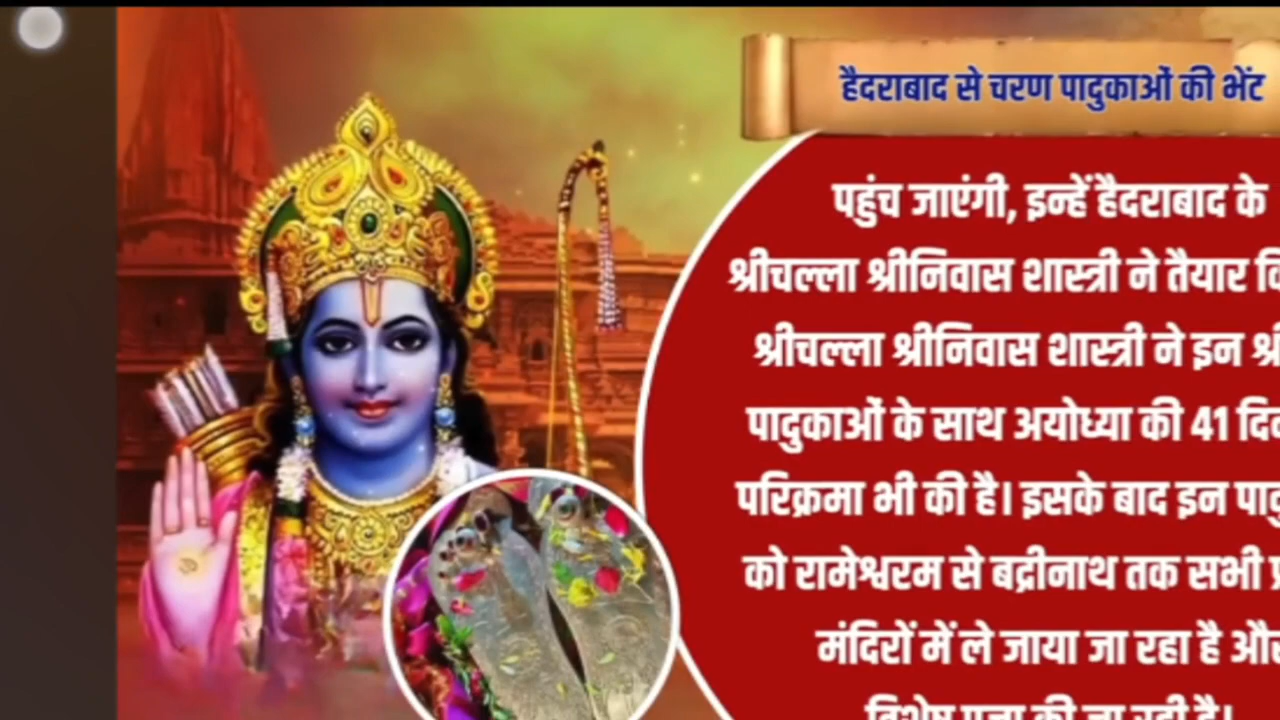 हैदराबाद से चरण पादुकाओं की भेंट
पहुंच जाएंगी, इन्हें हैदराबाद के
श्रीचल्ला श्रीनिवास शास्त्री ने तैयार
श्रीचल्ला श्रीनिवास शास्त्री ने इन
पादुकाओं के साथ अयोध्या की 41
परिक्रमा भी की है। इसके बाद इन
को रामेश्वरम से बद्रीनाथ तक सभी
मंदिरों में ले जाया जा रहा है
विशेष पूजा की जा रही है।